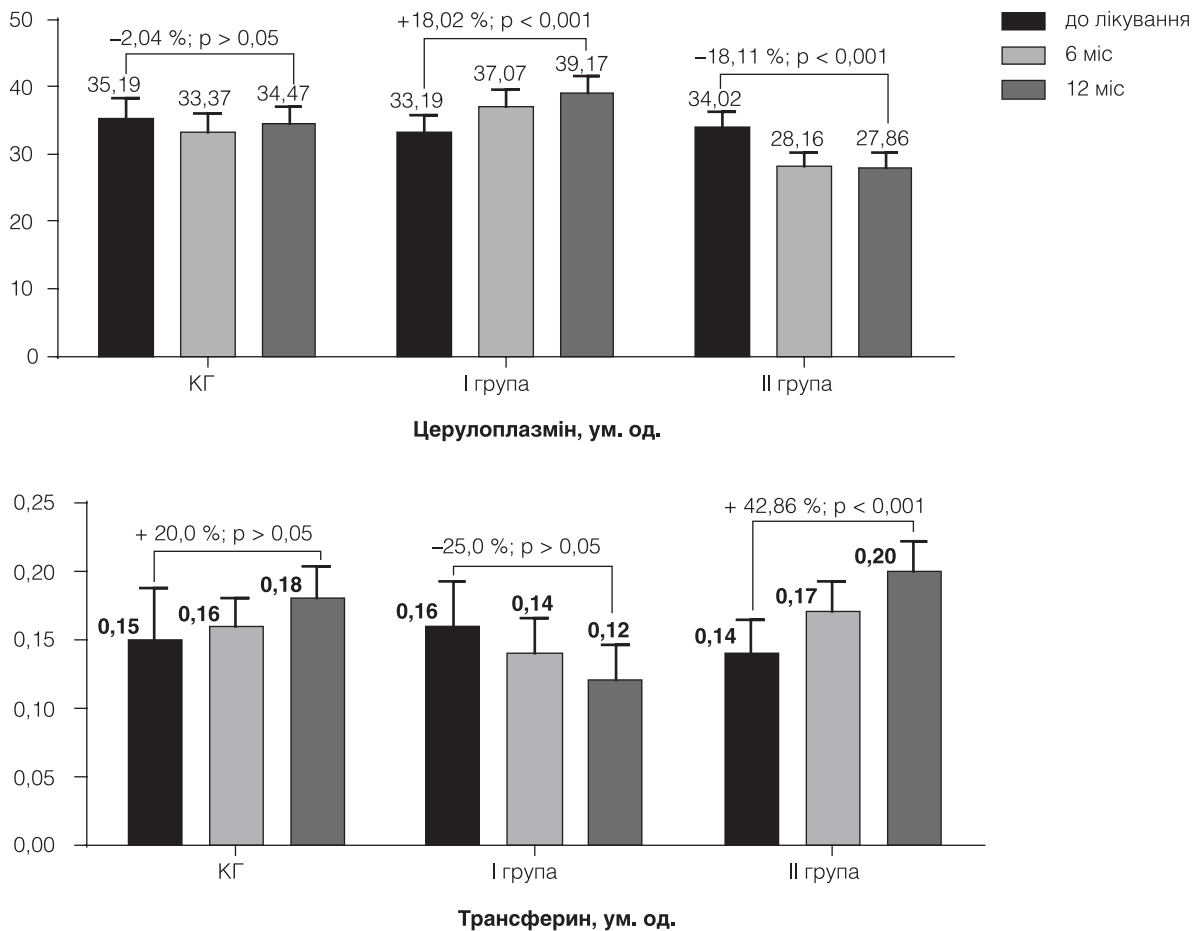 50
40
30
20
10
0
–2,04 %; p > 0,05
35,19
33,37
34,47
+18,02 %; p < 0,001
33,19
37,07
39,17
–18,11 %; p < 0,001
34,02
28,16
27,86
до лікування
6 міс
12 міс
КГ
I група
II група
Церулоплазмін, ум. од.
0,25
0,20
0,15
0,10
0,05
0,00
+ 20,0 %; p > 0,05
0,15
0,16
0,18
–25,0 %; p > 0,05
0,16
0,14
0,12
+ 42,86 %; p < 0,001
0,14
0,17
0,20
КГ
I група
II група
Трансферин, ум. од.